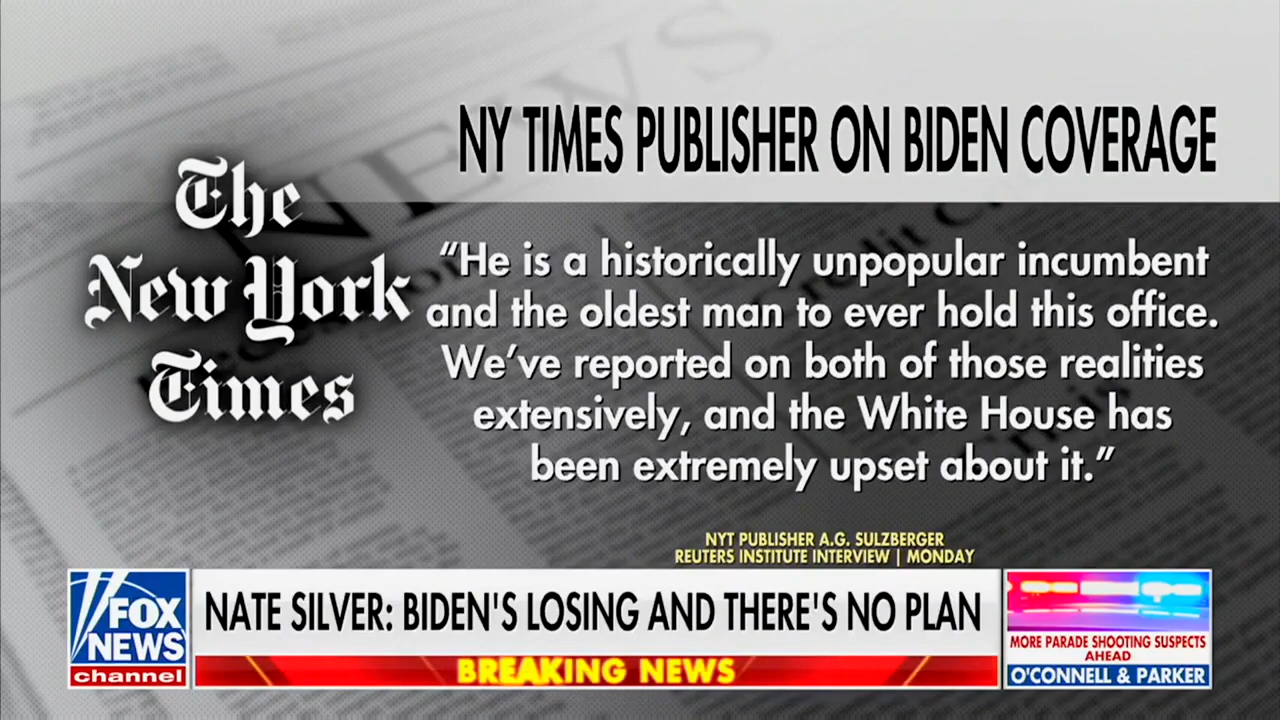 NEWS
NY TIMES PUBLISHER ON BIDEN COVERAGE
The
New York
Times
“He is a historically unpopular incumbent
and the oldest man to ever hold this office.
We’ve reported on both of those realities
extensively, and the White House has
been extremely upset about it.”
NYT PUBLISHER A.G. SULZBERGER
REUTERS INSTITUTE INTERVIEW | MONDAY
FOX
NEWS
channel
NATE SILVER: BIDEN'S LOSING AND THERE'S NO PLAN
BREAKING NEWS
MORE PARADE SHOOTING SUSPECTS
AHEAD
O'CONNELL & PARKER